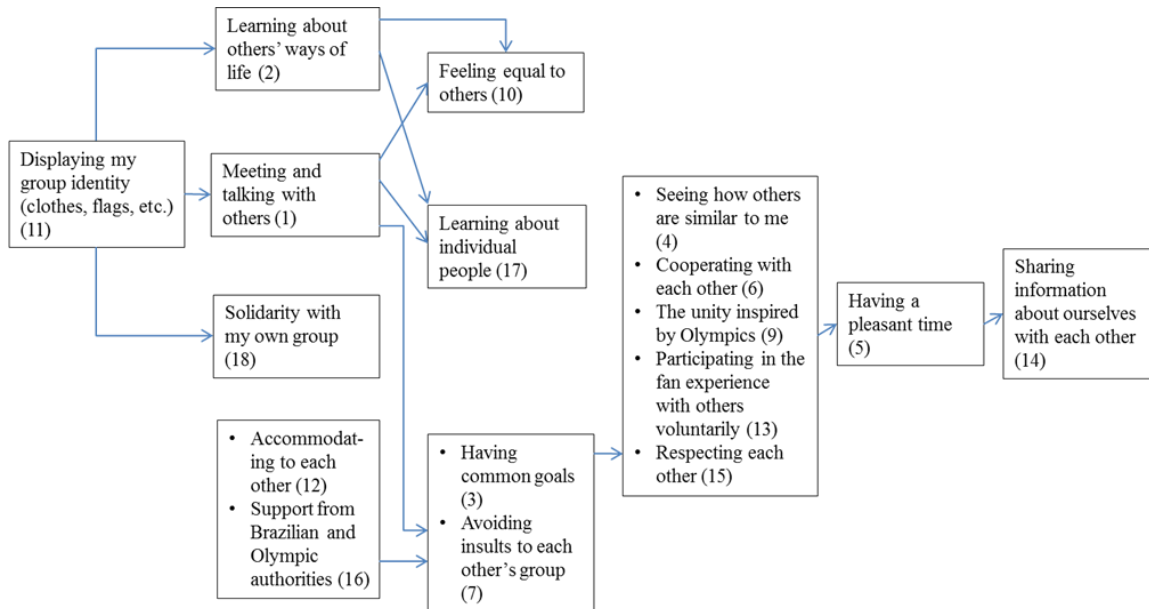 Learning about
others' ways of
life (2)
Feeling equal to
others (10)
Displaying my
group identity
(clothes, flags, etc.)
(11)
Meeting and
talking with
others (1)
Learning about
individual
people (17)
Solidarity with
my own group
(18)
• Accommodat-
ing to each
other (12)
• Support from
Brazilian and
Olympic
authorities (16)
• Having
common goals
(3)
• Avoiding
insults to each
other's group
(7)
• Seeing how others
are similar to me
(4)
• Cooperating with
each other (6)
• The unity inspired
by Olympics (9)
• Participating in the
fan experience
with others
voluntarily (13)
• Respecting each
other (15)
Having a
pleasant time
(5)
Sharing
information
about ourselves
with each other
(14)